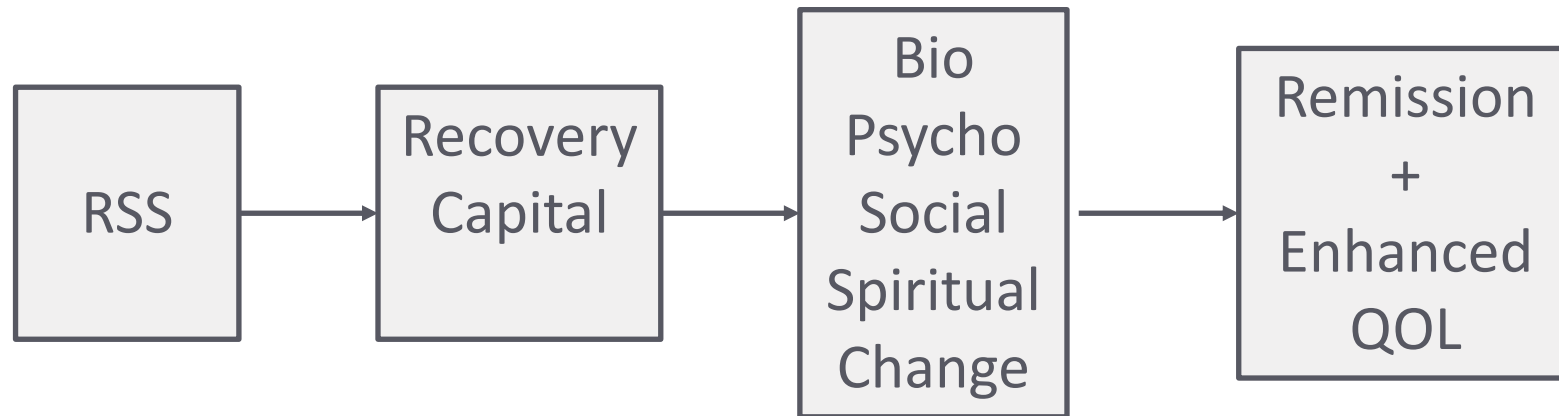 RSS
Recovery
Capital
Bio
Psycho
Social
Spiritual
Change
Remission
+
Enhanced
QOL